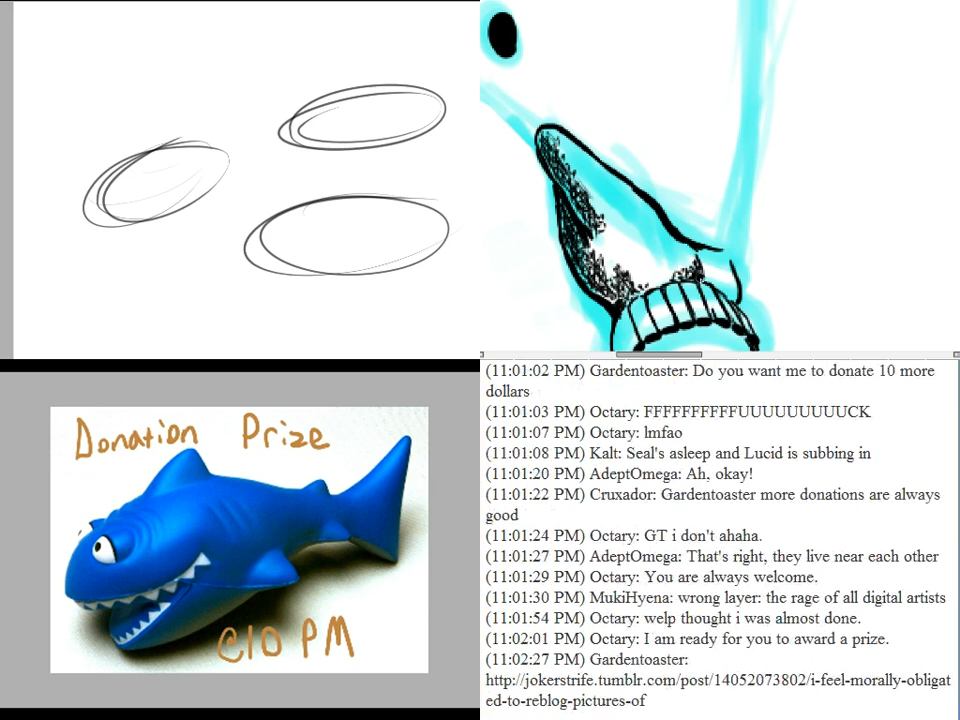 Donation Prize
@10 PM
(11:01:02 PM) Gardentoaster: Do you want me to donate 10 more
dollars
(11:01:03 PM) Octary: FFFFFFFFFFUUUUUUUUUCK
(11:01:07 PM) Octary: lmfao
(11:01:08 PM) Kalt: Seal's asleep and Lucid is subbing in
(11:01:20 PM) AdeptOmega: Ah, okay!
(11:01:22 PM) Cruxador: Gardentoaster more donations are always
good
(11:01:24 PM) Octary: GT i don't ahaha.
(11:01:27 PM) AdeptOmega: That's right, they live near each other
(11:01:29 PM) Octary: You are always welcome.
(11:01:30 PM) MukiHyena: wrong layer: the rage of all digital artists
(11:01:54 PM) Octary: welp thought i was almost done.
(11:02:01 PM) Octary: I am ready for you to award a prize.
(11:02:27 PM) Gardentoaster:
http://jokerstrife.tumblr.com/post/14052073802/i-feel-morally-obligat
ed-to-reblog-pictures-of